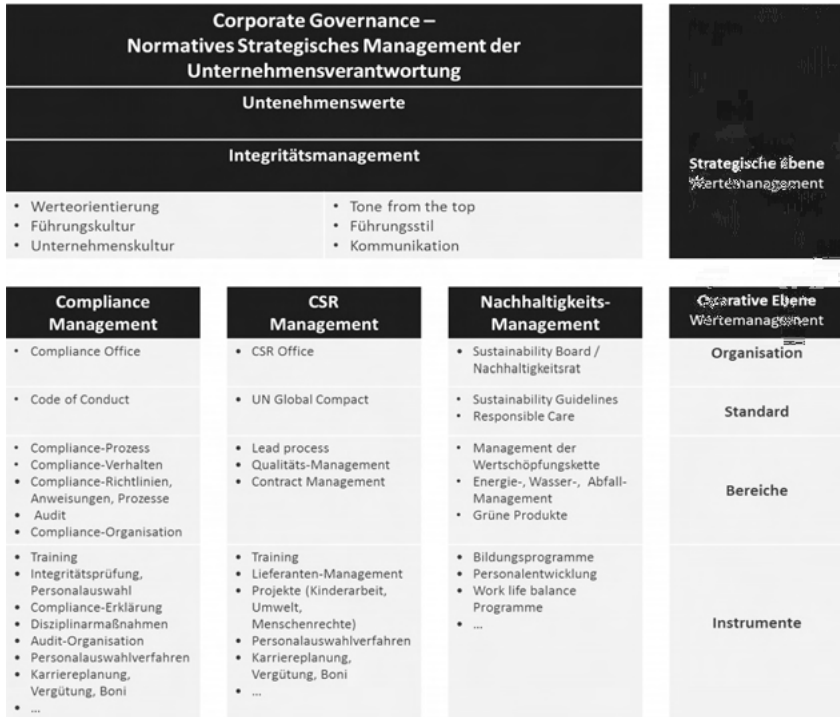 Corporate Governance –
Normatives Strategisches Management der
Unternehmensverantwortung
Untenehmenswerte
Integritätsmanagement
• Werteorientierung
• Führungskultur
• Unternehmenskultur
• Tone from the top
• Führungsstil
• Kommunikation
Strategische Ebene
Wertemanagement
Compliance
Management
• Compliance Office
• Code of Conduct
• Compliance-Prozess
• Compliance-Verhalten
• Compliance-Richtlinien,
Anweisungen, Prozesse
• Audit
• Compliance-Organisation
• Training
• Integritätsprüfung,
Personalauswahl
• Compliance-Erklärung
• Disziplinarmaßnahmen
• Audit-Organisation
• Personalauswahlverfahren
• Karriereplanung,
Vergütung, Boni
• ...
CSR
Management
• CSR Office
• UN Global Compact
• Lead process
• Qualitäts-Management
• Contract Management
• Training
• Lieferanten-Management
• Projekte (Kinderarbeit,
Umwelt,
Menschenrechte)
• Personalauswahlverfahren
• Karriereplanung,
Vergütung, Boni
• ...
Nachhaltigkeits-
Management
• Sustainability Board /
Nachhaltigkeitsrat
• Sustainability Guidelines
• Responsible Care
• Management der
Wertschöpfungskette
• Energie-, Wasser-, Abfall-
Management
• Grüne Produkte
• Bildungsprogramme
• Personalentwicklung
• Work life balance
Programme
• ...
Operative Ebene
Wertemanagement
Organisation
Standard
Bereiche
Instrumente